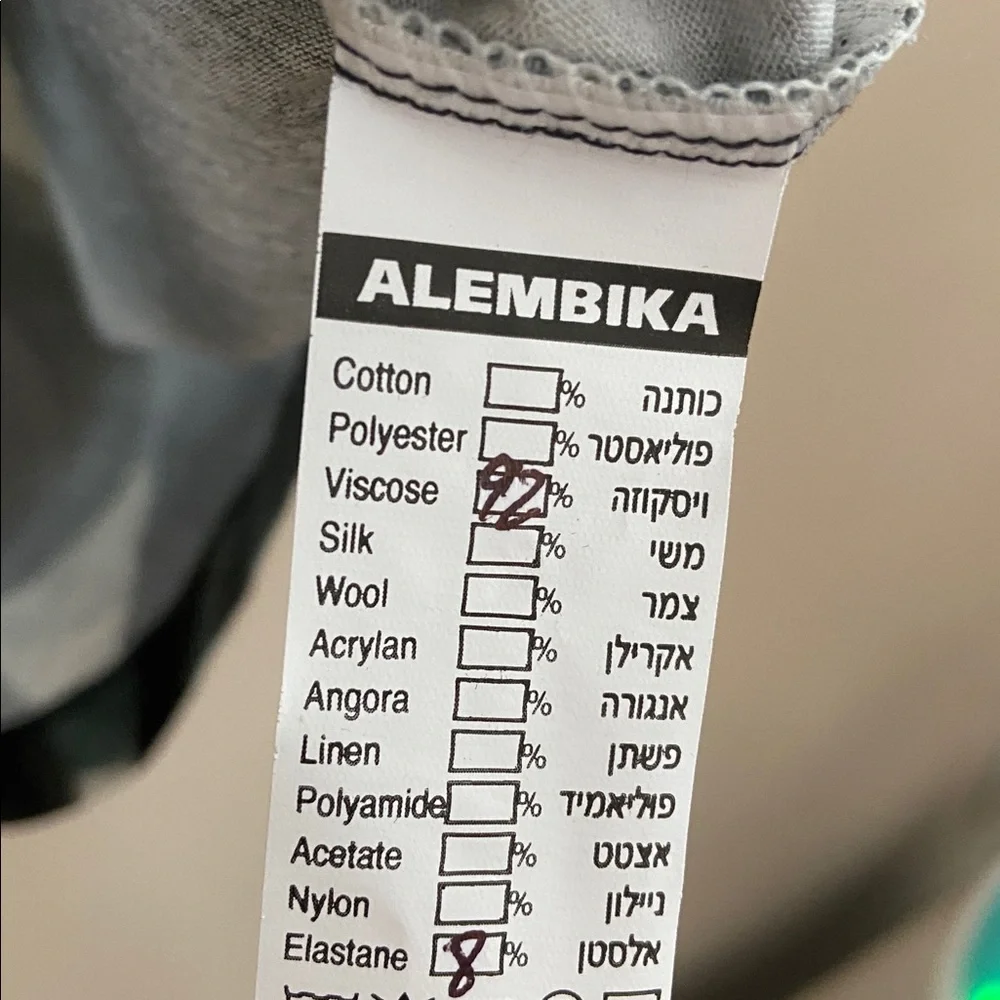 ALEMBIKA
Cotton % כותנה
Polyester % פוליאסטר
Viscose 92% ויסקוזה
Silk % משי
Wool % צמר
Acrylan % אקרילן
Angora % אנגורה
Linen % פשתן
Polyamide % פוליאמיד
Acetate % אצטט
Nylon % ניילון
Elastane 8% אלסטן